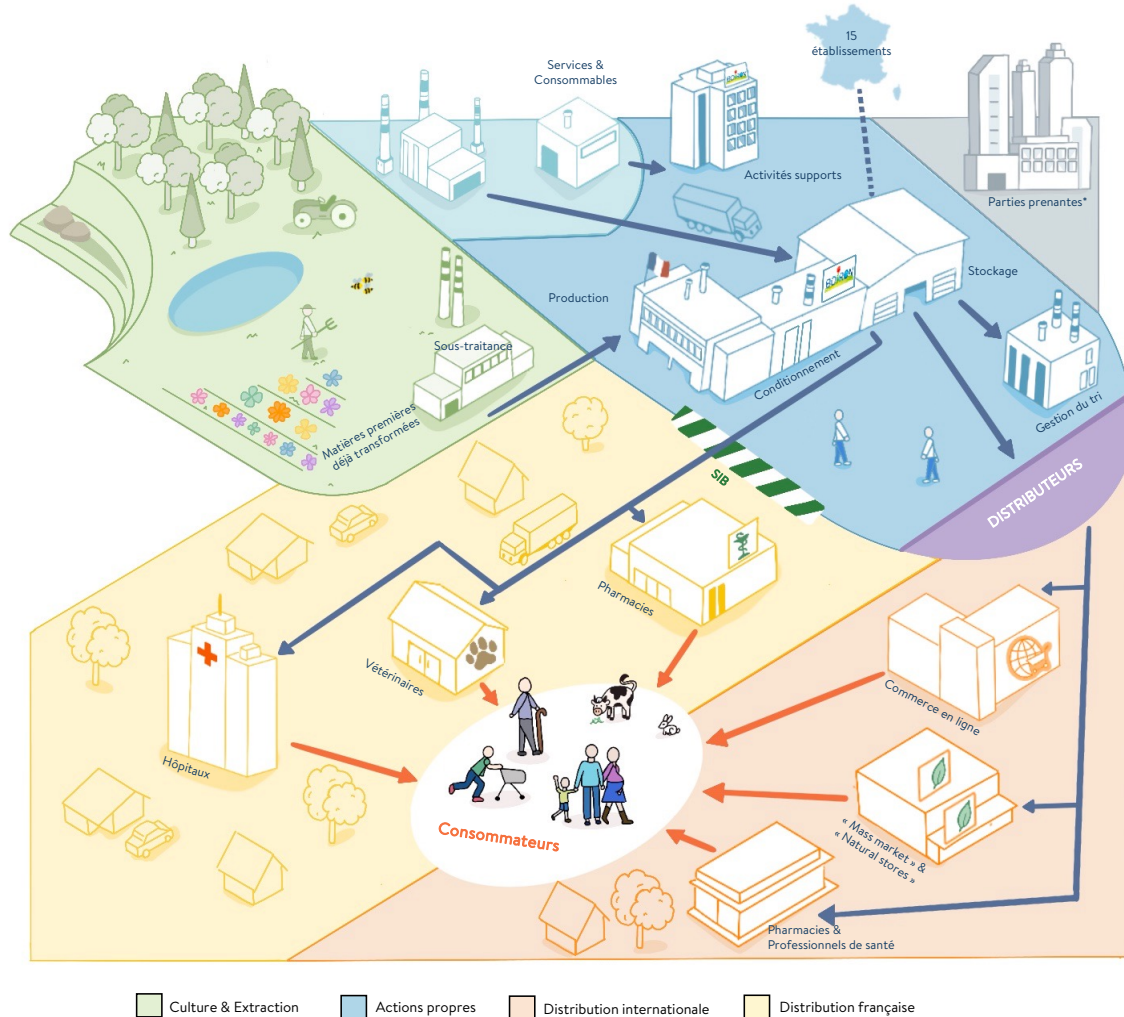 15
établissements
Services &
Consommables
BOIRON
Activités supports
Parties prenantes*
Stockage
Production
BOIRON
Sous-traitance
Conditionnement
Gestion du tri
Matières premières
déjà transformées
SIB
DISTRIBUTEURS
Pharmacies
Vétérinaires
Commerce en ligne
Hôpitaux
Consommateurs
« Mass market » &
« Natural stores »
Pharmacies &
Professionnels de santé
Culture & Extraction
Actions propres
Distribution internationale
Distribution française